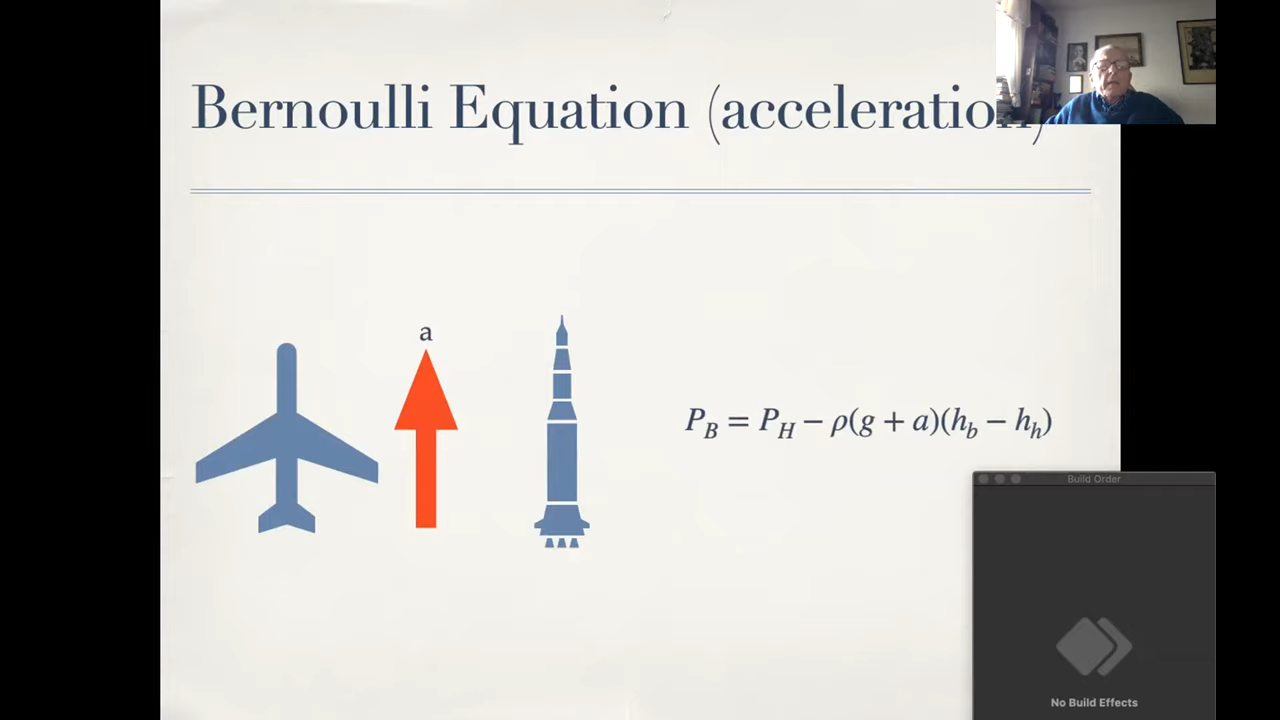 Bernoulli Equation (acceleration)
a
P_B = P_H − ρ(g + a)(h_b − h_h)
Build Order
No Build Effects